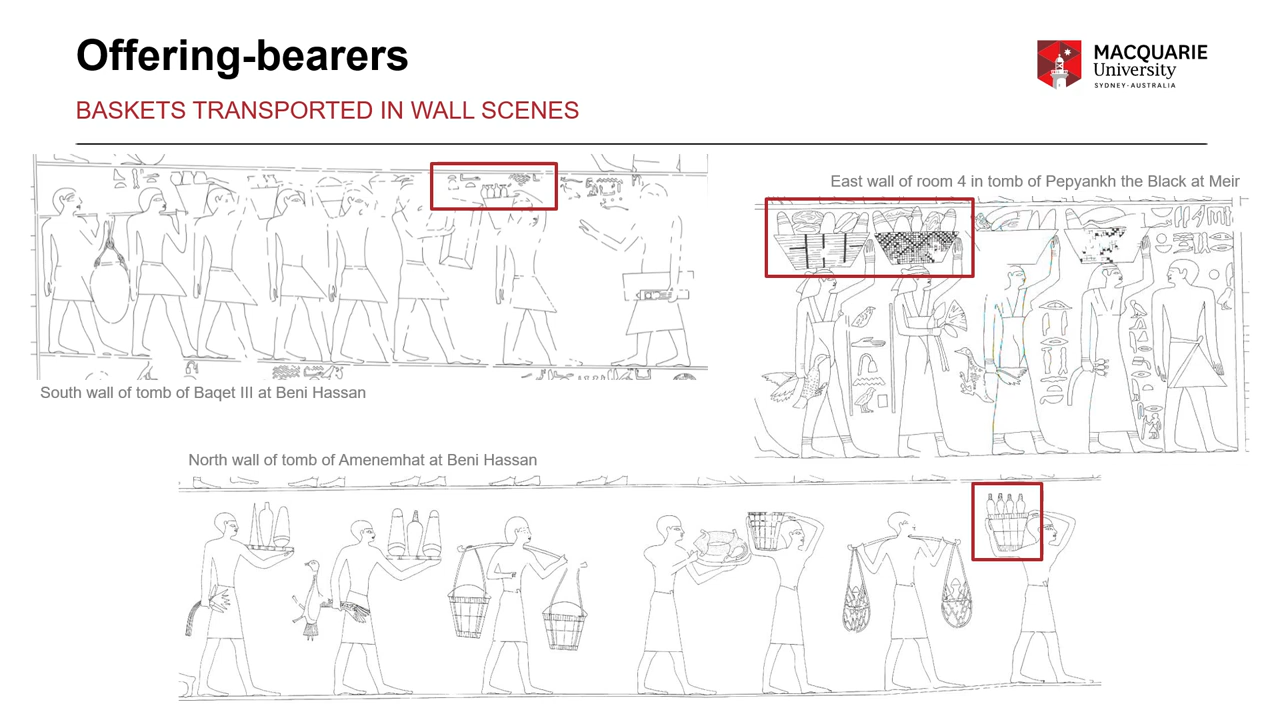 Offering-bearers
BASKETS TRANSPORTED IN WALL SCENES
MACQUARIE
University
SYDNEY-AUSTRALIA
East wall of room 4 in tomb of Pepyankh the Black at Meir
South wall of tomb of Baqet III at Beni Hassan
North wall of tomb of Amenemhat at Beni Hassan